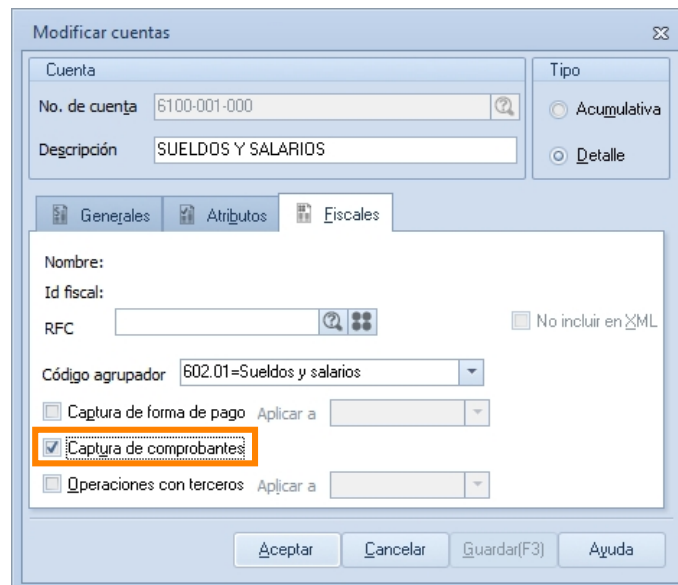 Modificar cuentas
Cuenta
Tipo
No. de cuenta 6100-001-000
Acumulativa
Descripción SUELDOS Y SALARIOS
Detalle
Generales Atributos Fiscales
Nombre:
Id fiscal:
RFC
No incluir en XML
Código agrupador 602.01=Sueldos y salarios
Captura de forma de pago Aplicar a
Captura de comprobantes
Operaciones con terceros Aplicar a
Aceptar Cancelar Guardar(F3) Ayuda